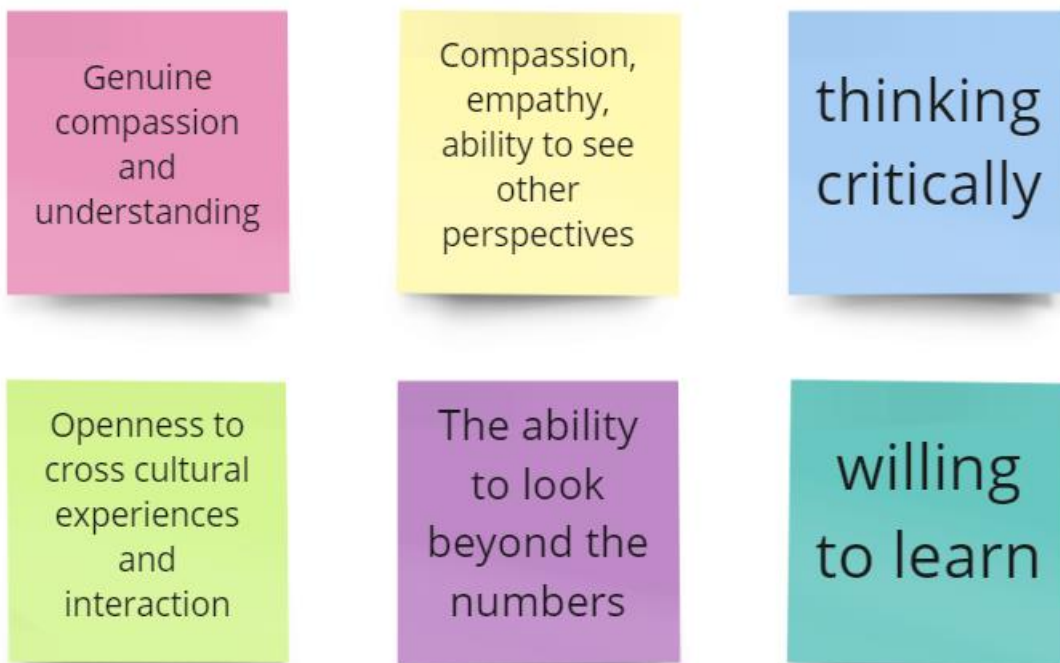 Genuine
compassion
and
understanding
Compassion,
empathy,
ability to see
other
perspectives
thinking
critically
Openness to
cross cultural
experiences
and
interaction
The ability
to look
beyond the
numbers
willing
to learn